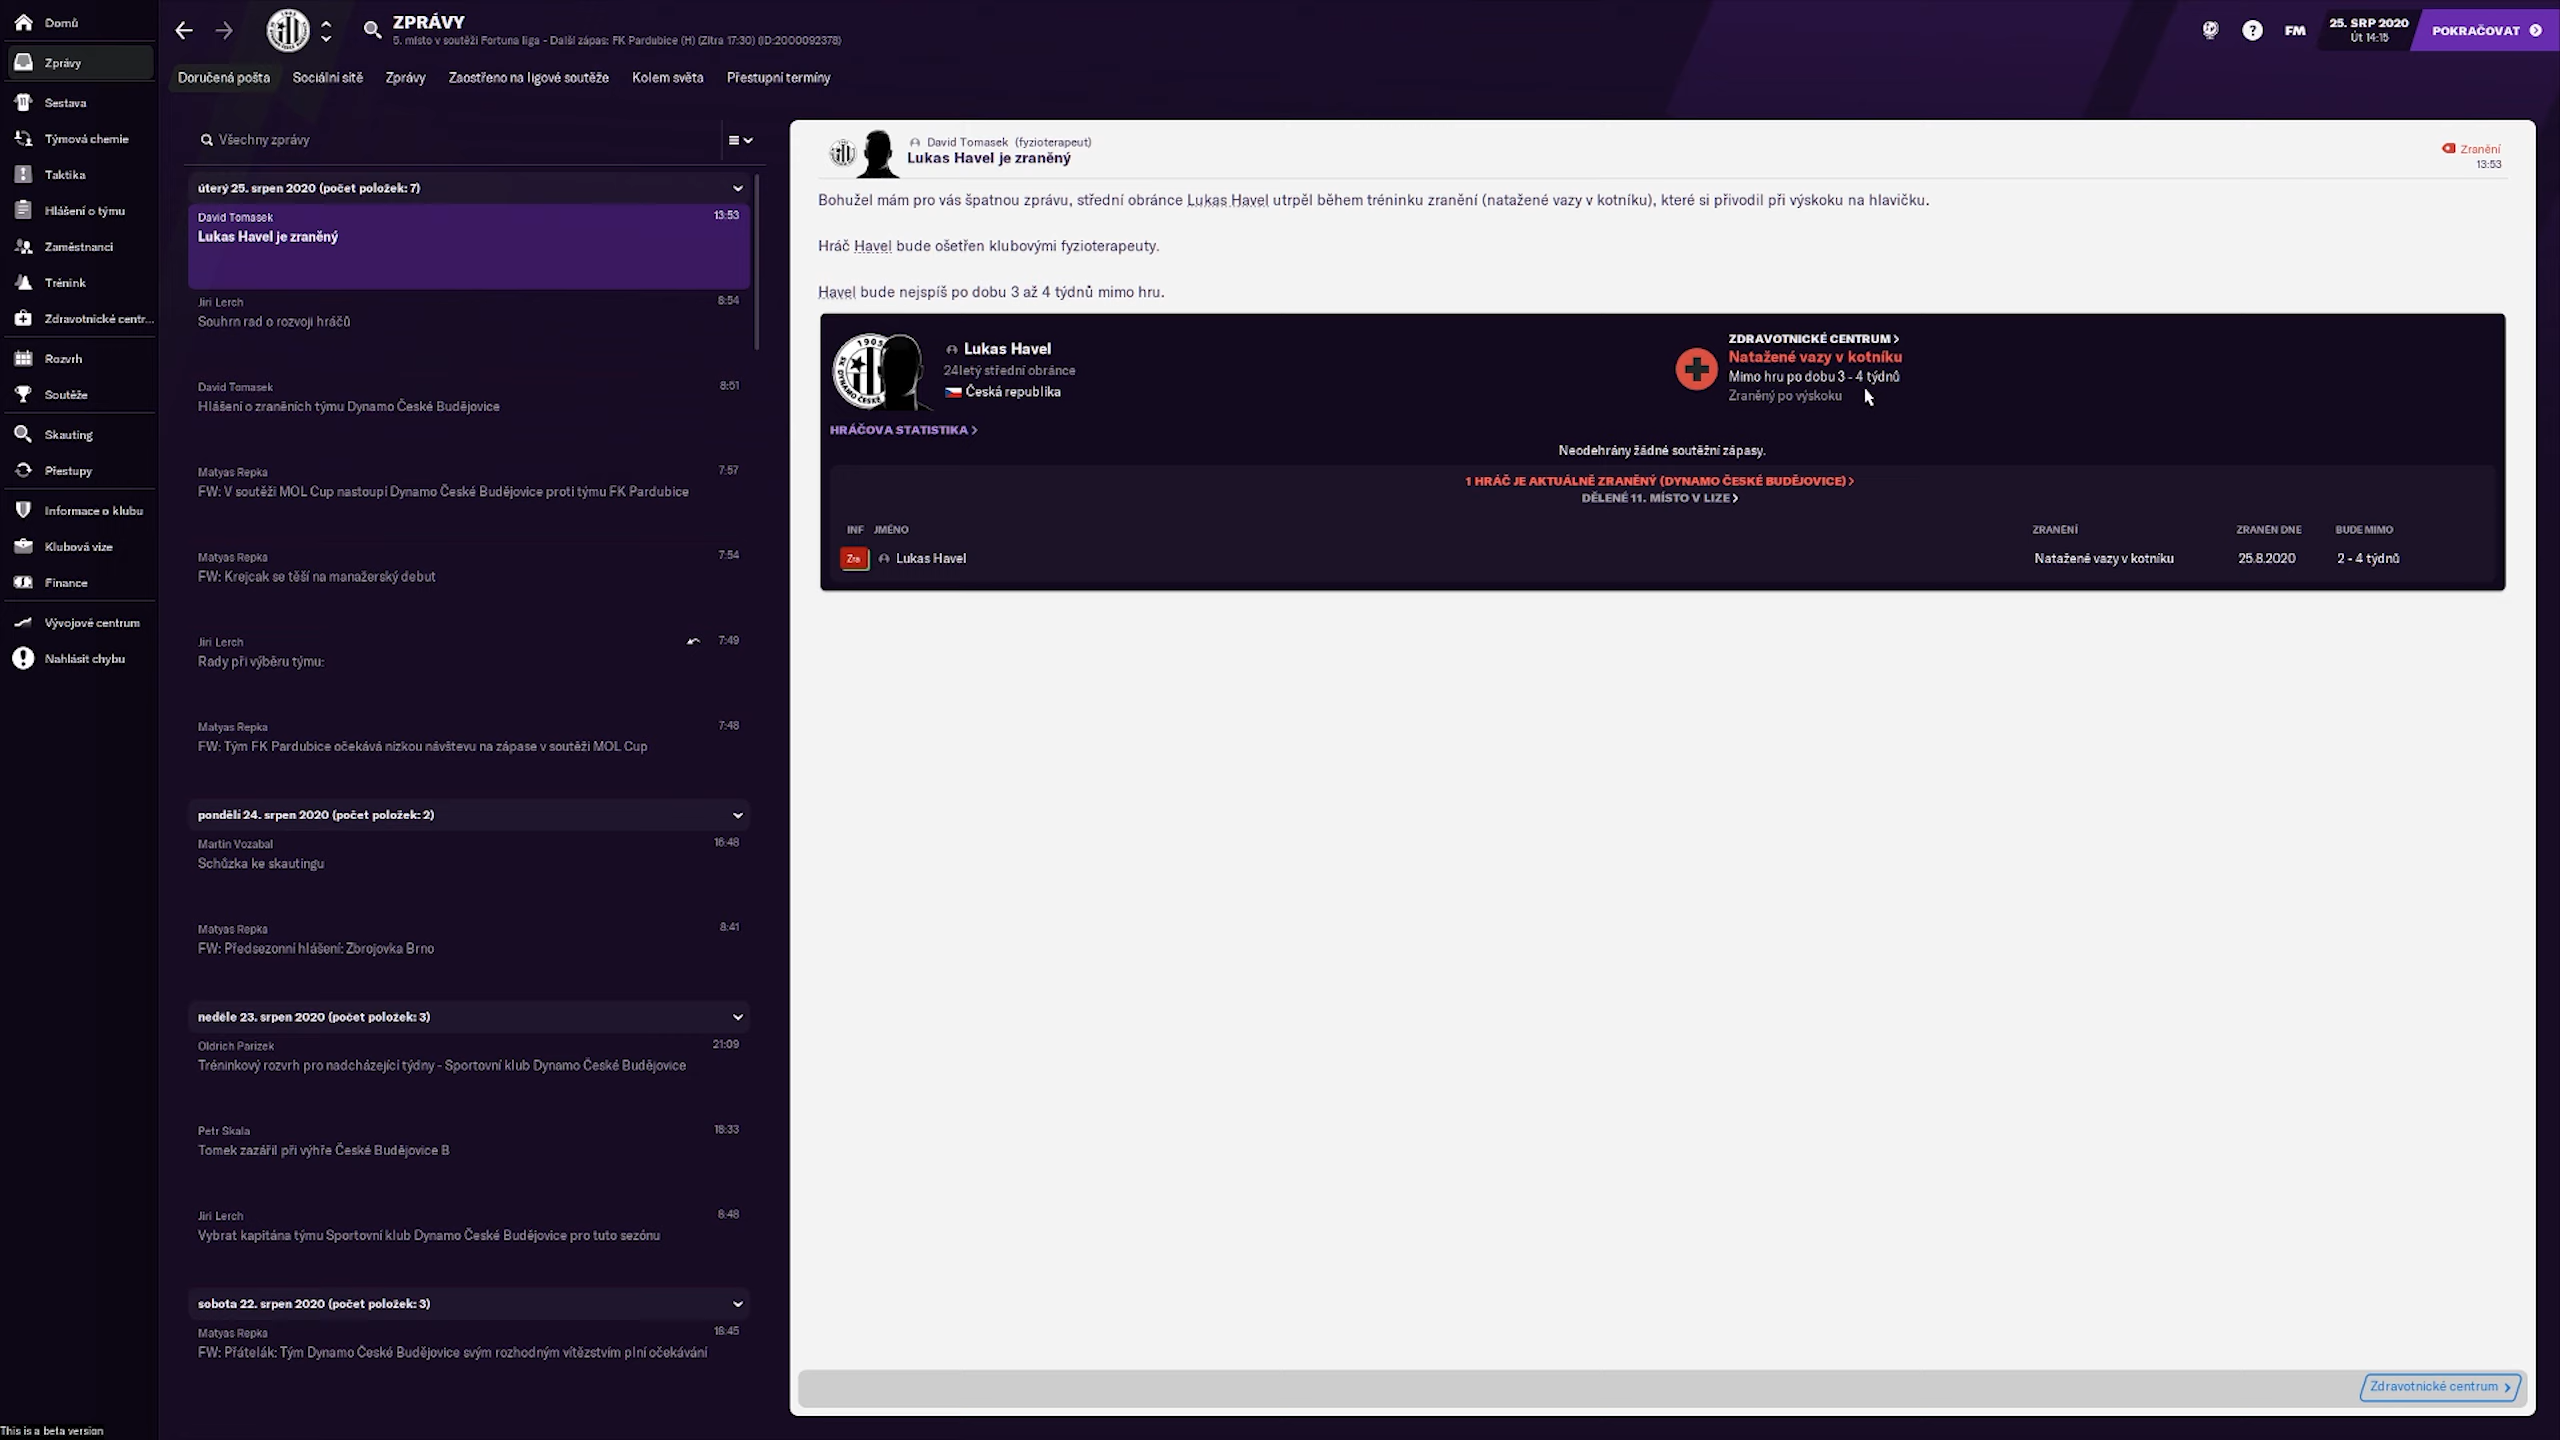 Domů
Zprávy
Sestava
Týmová chemie
Taktika
Hlášení o týmu
Zaměstnanci
Trénink
Zdravotnické centr...
Rozvrh
Soutěže
Skauting
Přestupy
Informace o klubu
Klubová vize
Finance
Vývojové centrum
Nahlásit chybu
This is a beta version
ZPRÁVY
5. místo v soutěži Fortuna liga - Další zápas: FK Pardubice (H) (Zítra 17:30) (ID:2000092378)
FM
25. SRP 2020
Út 14:15
POKRAČOVAT
Doručená pošta Sociální sítě Zprávy Zaostřeno na ligové soutěže Kolem světa Přestupní termíny
Všechny zprávy
úterý 25. srpen 2020 (počet položek: 7)
David Tomasek 13:53
Lukas Havel je zraněný
Jiri Lerch 8:54
Souhrn rad o rozvoji hráčů
David Tomasek 8:51
Hlášení o zraněních týmu Dynamo České Budějovice
Matyas Repka 7:57
FW: V soutěži MOL Cup nastoupí Dynamo České Budějovice proti týmu FK Pardubice
Matyas Repka 7:54
FW: Krejcak se těší na manažerský debut
Jiri Lerch 7:49
Rady při výběru týmu:
Matyas Repka 7:48
FW: Tým FK Pardubice očekává nízkou návštevu na zápase v soutěži MOL Cup
pondělí 24. srpen 2020 (počet položek: 2)
Martin Vozabal 16:48
Schůzka ke skautingu
Matyas Repka 8:41
FW: Předsezonní hlášení: Zbrojovka Brno
neděle 23. srpen 2020 (počet položek: 3)
Oldrich Parizek 21:09
Tréninkový rozvrh pro nadcházející týdny - Sportovní klub Dynamo České Budějovice
Petr Skala 18:33
Tomek zazářil při výhře České Budějovice B
Jiri Lerch 8:48
Vybrat kapitána týmu Sportovní klub Dynamo České Budějovice pro tuto sezónu
sobota 22. srpen 2020 (počet položek: 3)
Matyas Repka 18:45
FW: Přátelák: Tým Dynamo České Budějovice svým rozhodným vítězstvím plní očekávání
David Tomasek (fyzioterapeut)
Lukas Havel je zraněný
Zranění
13:53
Bohužel mám pro vás špatnou zprávu, střední obránce Lukas Havel utrpěl během tréninku zranění (natažené vazy v kotníku), které si přivodil při výskoku na hlavičku.
Hráč Havel bude ošetřen klubovými fyzioterapeuty.
Havel bude nejspíš po dobu 3 až 4 týdnů mimo hru.
1905
Lukas Havel
24letý střední obránce
Česká republika
ZDRAVOTNICKÉ CENTRUM >
Natažené vazy v kotníku
Mimo hru po dobu 3 - 4 týdnů
Zraněný po výskoku
HRÁČOVA STATISTIKA >
Neodehrány žádné soutěžní zápasy.
1 HRÁČ JE AKTUÁLNĚ ZRANĚNÝ (DYNAMO ČESKÉ BUDĚJOVICE) >
DĚLENÉ 11. MÍSTO V LIZE >
INF JMÉNO ZRANĚNÍ ZRANĚN DNE BUDE MIMO
Zra Lukas Havel Natažené vazy v kotníku 25.8.2020 2 - 4 týdnů
Zdravotnické centrum >